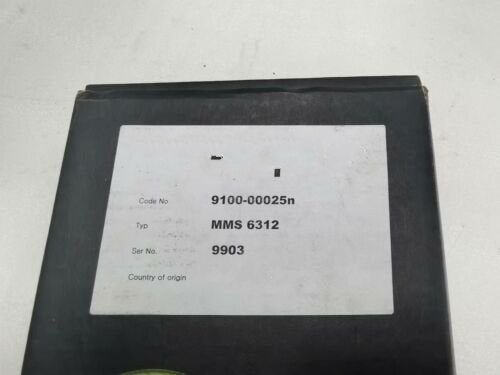 Code No 9100-00025n
Typ MMS 6312
Ser No. 9903
Country of origin